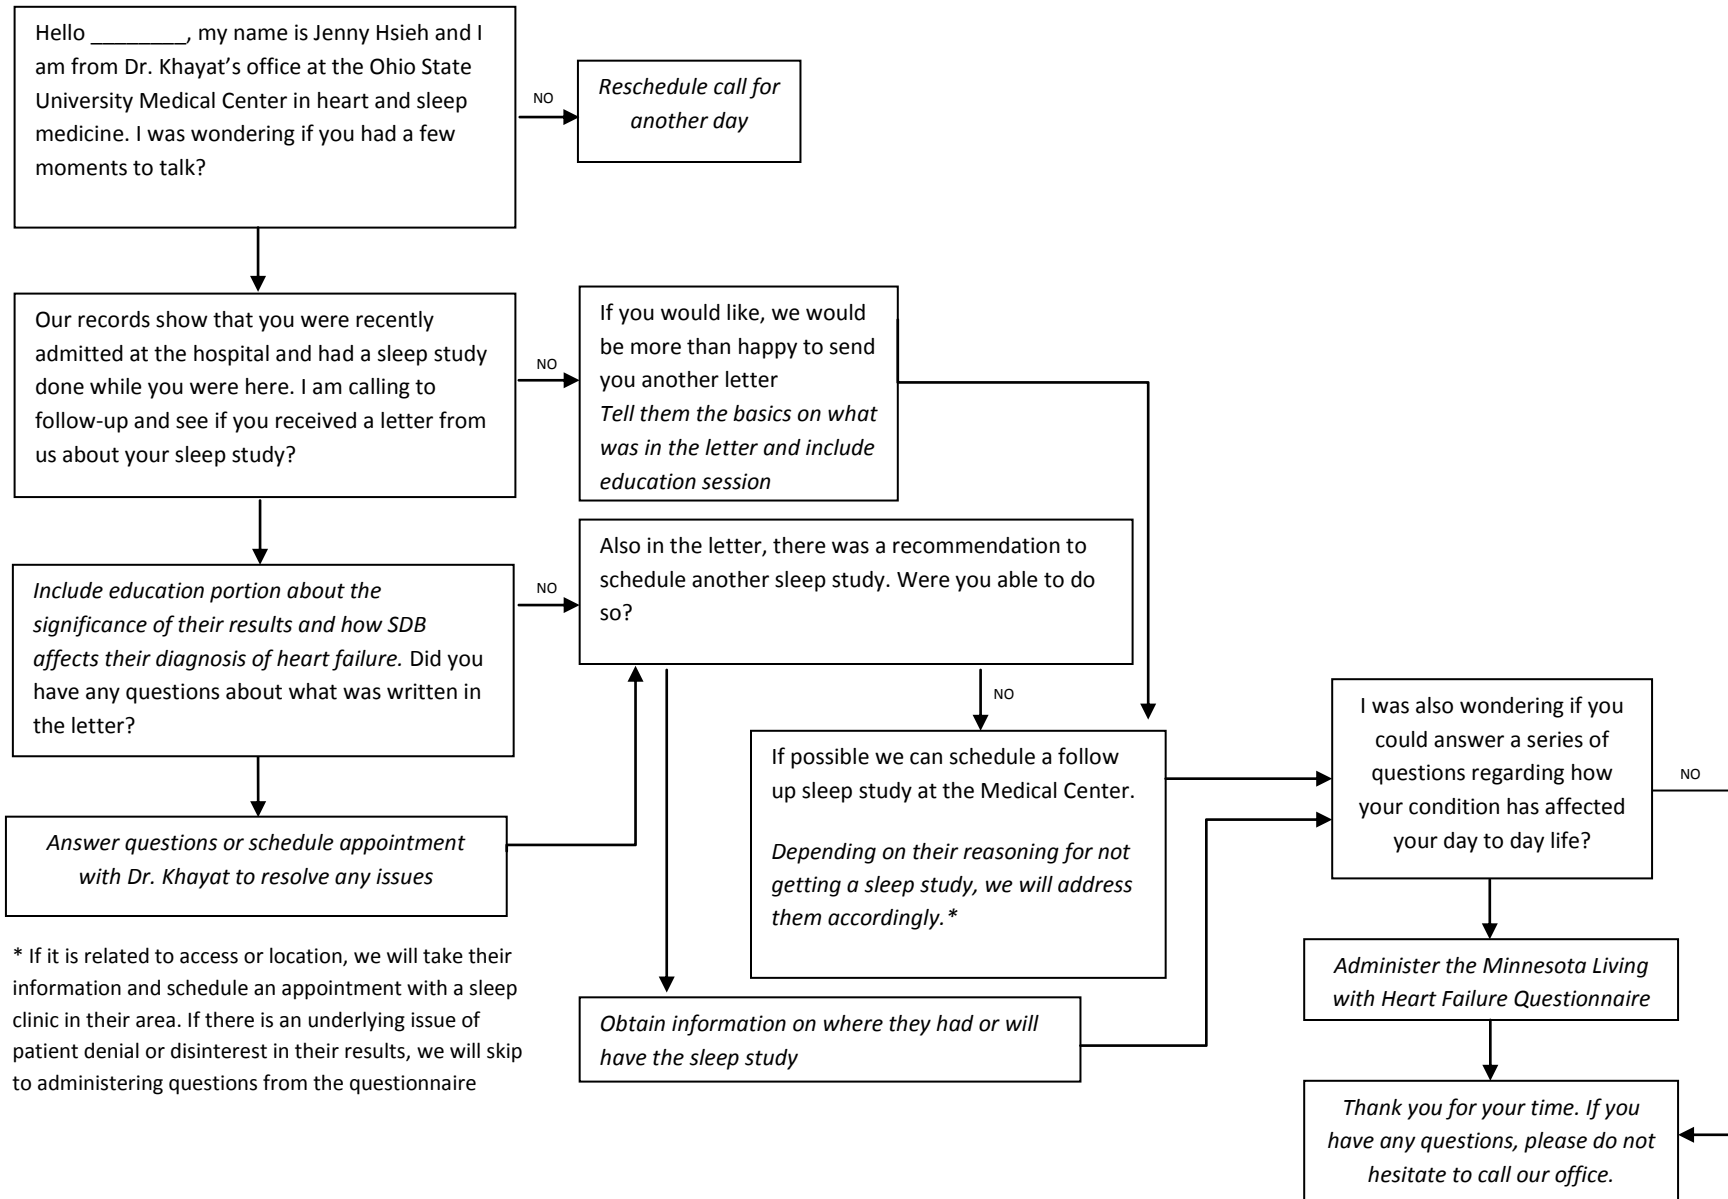 Hello ________, my name is Jenny Hsieh and I
am from Dr. Khayat’s office at the Ohio State
University Medical Center in heart and sleep
medicine. I was wondering if you had a few
moments to talk?
NO
Reschedule call for
another day
Our records show that you were recently
admitted at the hospital and had a sleep study
done while you were here. I am calling to
follow-up and see if you received a letter from
us about your sleep study?
NO
If you would like, we would
be more than happy to send
you another letter
Tell them the basics on what
was in the letter and include
education session
Include education portion about the
significance of their results and how SDB
affects their diagnosis of heart failure. Did you
have any questions about what was written in
the letter?
NO
Also in the letter, there was a recommendation to
schedule another sleep study. Were you able to do
so?
NO
Answer questions or schedule appointment
with Dr. Khayat to resolve any issues
If possible we can schedule a follow
up sleep study at the Medical Center.
Depending on their reasoning for not
getting a sleep study, we will address
them accordingly.*
I was also wondering if you
could answer a series of
questions regarding how
your condition has affected
your day to day life?
NO
* If it is related to access or location, we will take their
information and schedule an appointment with a sleep
clinic in their area. If there is an underlying issue of
patient denial or disinterest in their results, we will skip
to administering questions from the questionnaire
Obtain information on where they had or will
have the sleep study
Administer the Minnesota Living
with Heart Failure Questionnaire
Thank you for your time. If you
have any questions, please do not
hesitate to call our office.